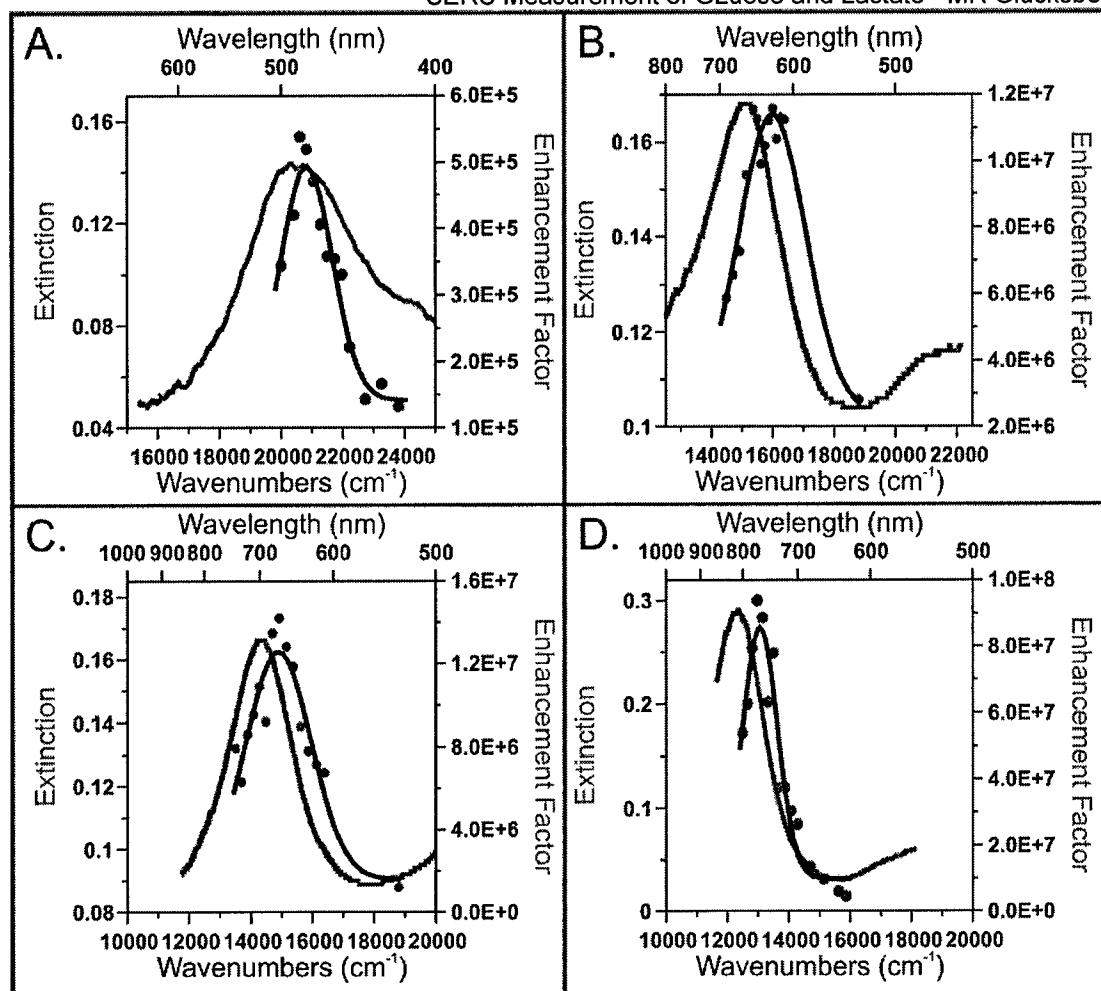 Measurement of and - MR
A.
Wavelength (nm)
600 500 400
0.16
0.12
0.08
0.04
Extinction
6.0E+5
5.0E+5
4.0E+5
3.0E+5
2.0E+5
1.0E+5
Enhancement Factor
16000 18000 20000 22000 24000
Wavenumbers (cm-1)
B.
Wavelength (nm)
800 700 600 500
0.16
0.14
0.12
0.1
Extinction
1.2E+7
1.0E+7
8.0E+6
6.0E+6
4.0E+6
2.0E+6
Enhancement Factor
14000 16000 18000 20000 22000
Wavenumbers (cm-1)
C.
Wavelength (nm)
1000 900 800 700 600 500
0.18
0.16
0.14
0.12
0.1
0.08
Extinction
1.6E+7
1.2E+7
8.0E+6
4.0E+6
0.0E+0
Enhancement Factor
10000 12000 14000 16000 18000 20000
Wavenumbers (cm-1)
D.
Wavelength (nm)
1000 900 800 700 600 500
0.3
0.2
0.1
0
Extinction
1.0E+8
8.0E+7
6.0E+7
4.0E+7
2.0E+7
0.0E+0
Enhancement Factor
10000 12000 14000 16000 18000 20000
Wavenumbers (cm-1)